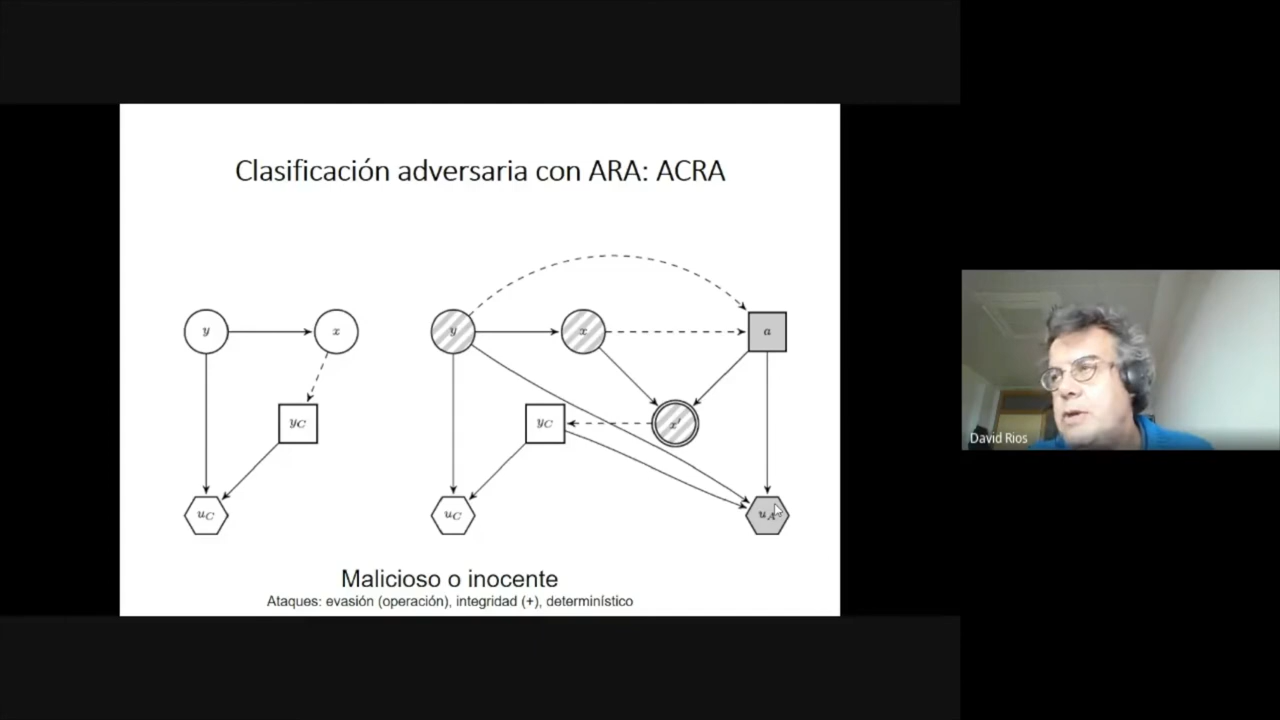 Clasificación adversaria con ARA: ACRA
y x y x a
y_C y_C x'
u_C u_C u_A
Malicioso o inocente
Ataques: evasión (operación), integridad (+), determinístico
David Rios